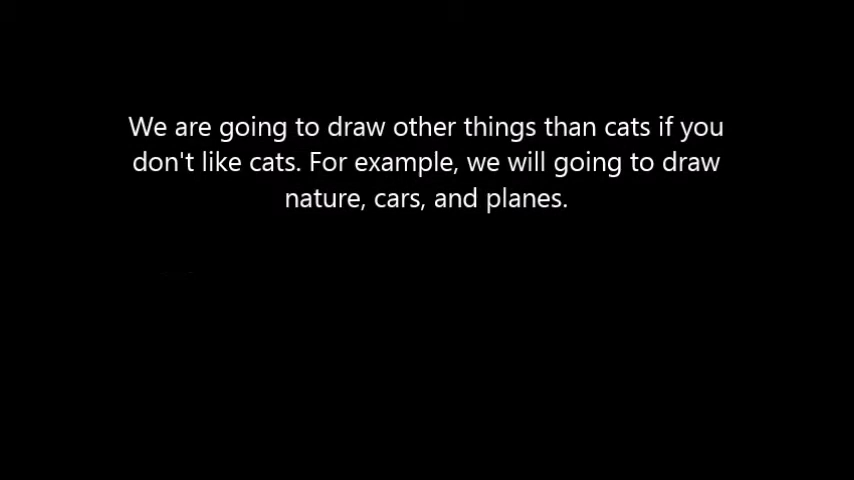 We are going to draw other things than cats if you
don't like cats. For example, we will going to draw
nature, cars, and planes.